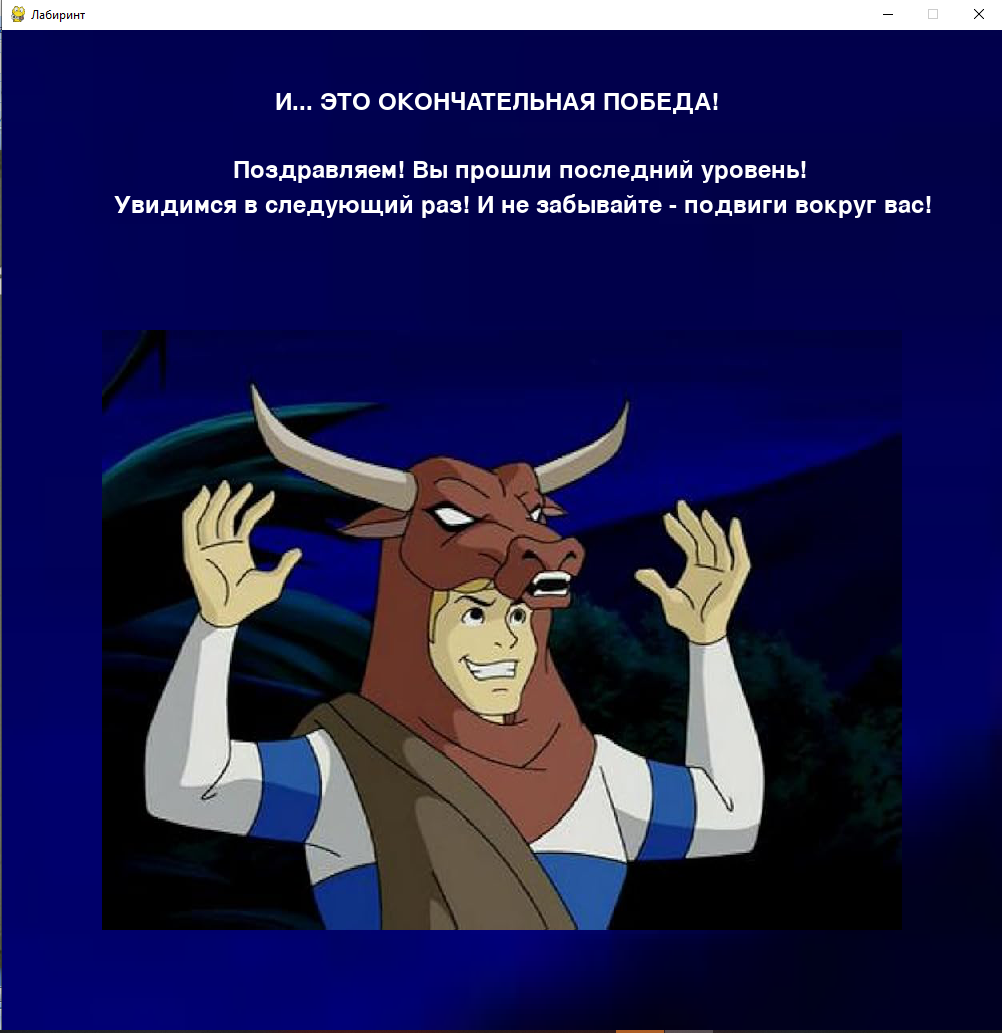 Лабиринт
И... ЭТО ОКОНЧАТЕЛЬНАЯ ПОБЕДА!
Поздравляем! Вы прошли последний уровень!
Увидимся в следующий раз! И не забывайте - подвиги вокруг вас!